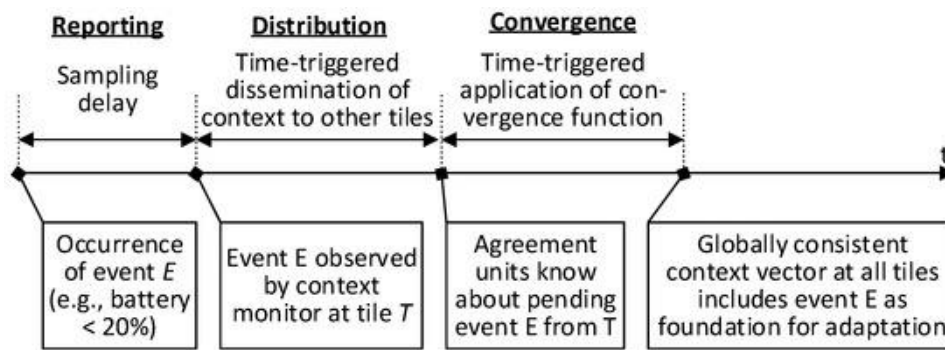 Reporting
Distribution
Convergence
Sampling
delay
Time-triggered
dissemination of
context to other tiles
Time-triggered
application of con-
vergence function
t
Occurrence
of event E
(e.g., battery
< 20%)
Event E observed
by context
monitor at tile T
Agreement
units know
about pending
event E from T
Globally consistent
context vector at all tiles
includes event E as
foundation for adaptation